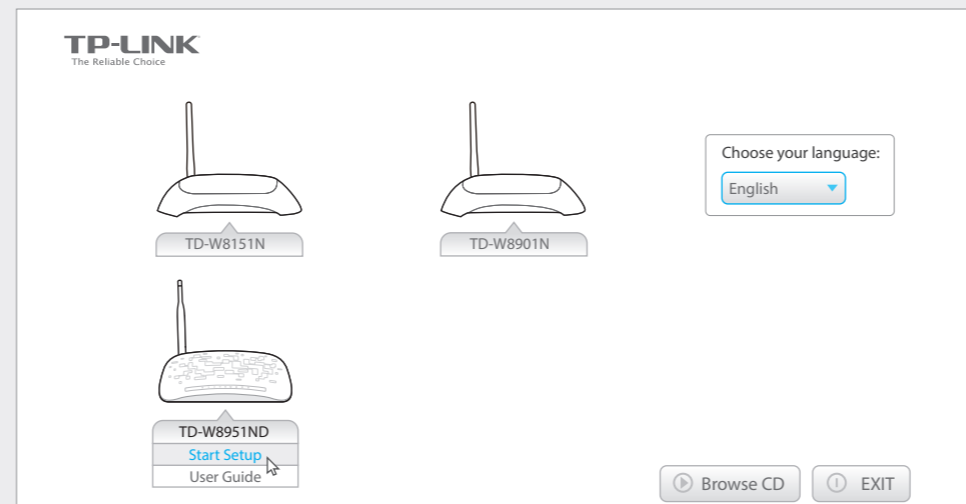 TP-LINK
The Reliable Choice
Choose your language:
English
TD-W8151N
TD-W8901N
TD-W8951ND
Start Setup
User Guide
Browse CD
EXIT